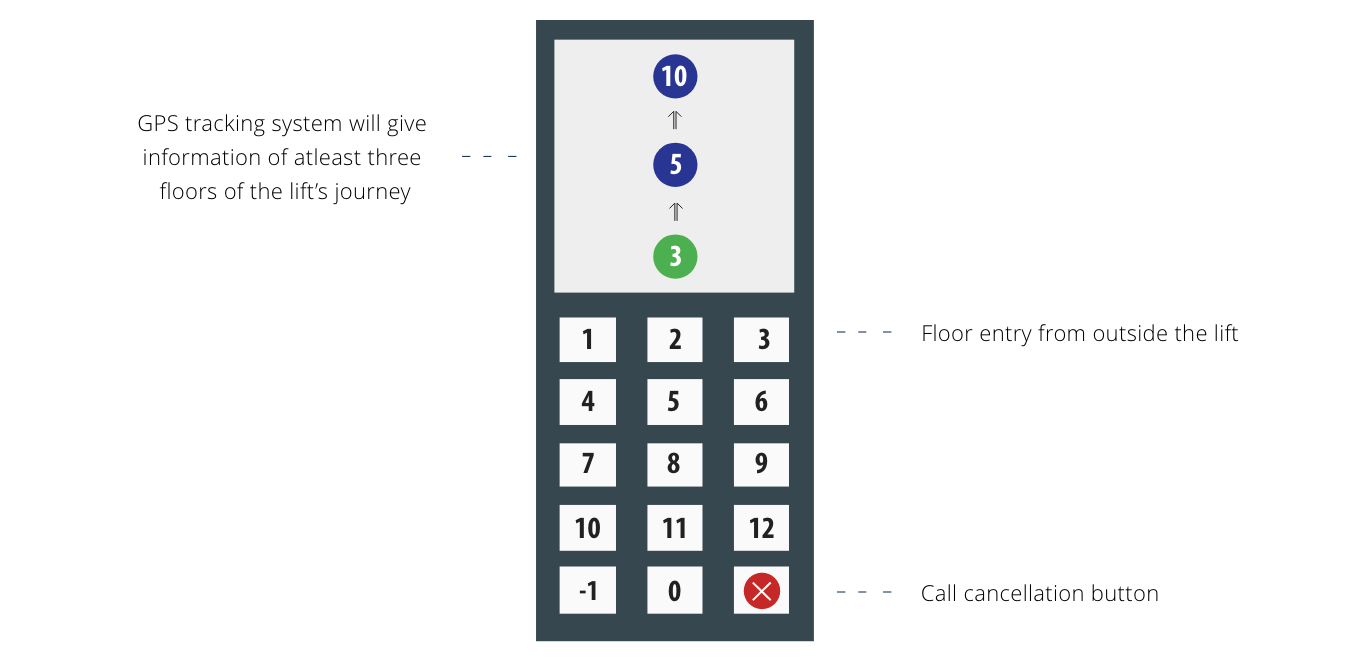 GPS tracking system will give
information of atleast three
floors of the lift's journey
10
5
3
1 2 3
4 5 6
7 8 9
10 11 12
-1 0
Floor entry from outside the lift
Call cancellation button